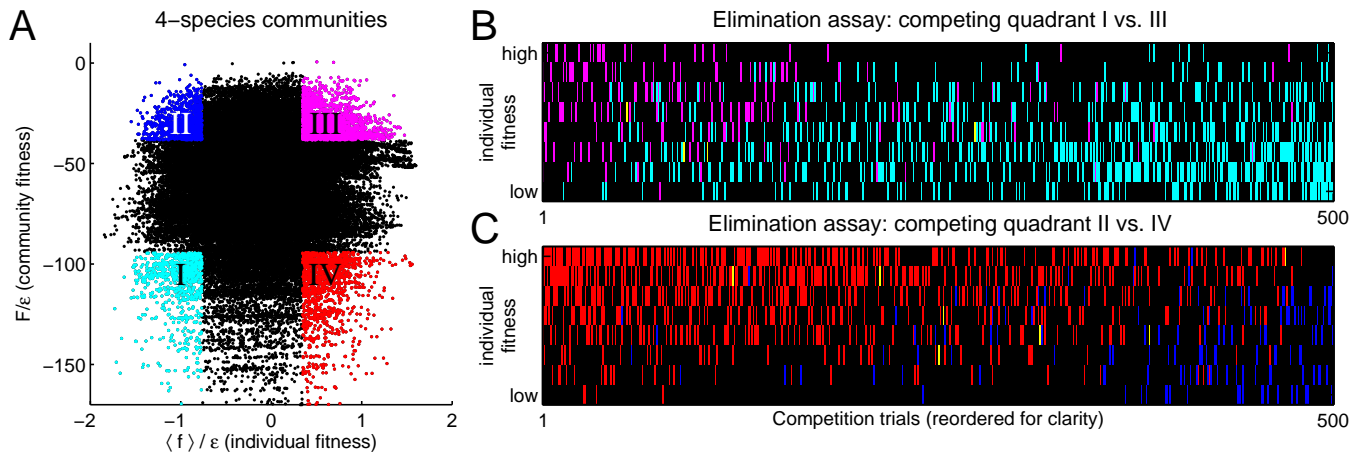 A
4−species communities
0
−50
−100
−150
F/ε (community fitness)
II
III
I
IV
−2
−1
0
1
2
⟨ f ⟩ / ε (individual fitness)
B
Elimination assay: competing quadrant I vs. III
high
individual
fitness
low
1
500
C
Elimination assay: competing quadrant II vs. IV
high
individual
fitness
low
1
Competition trials (reordered for clarity)
500